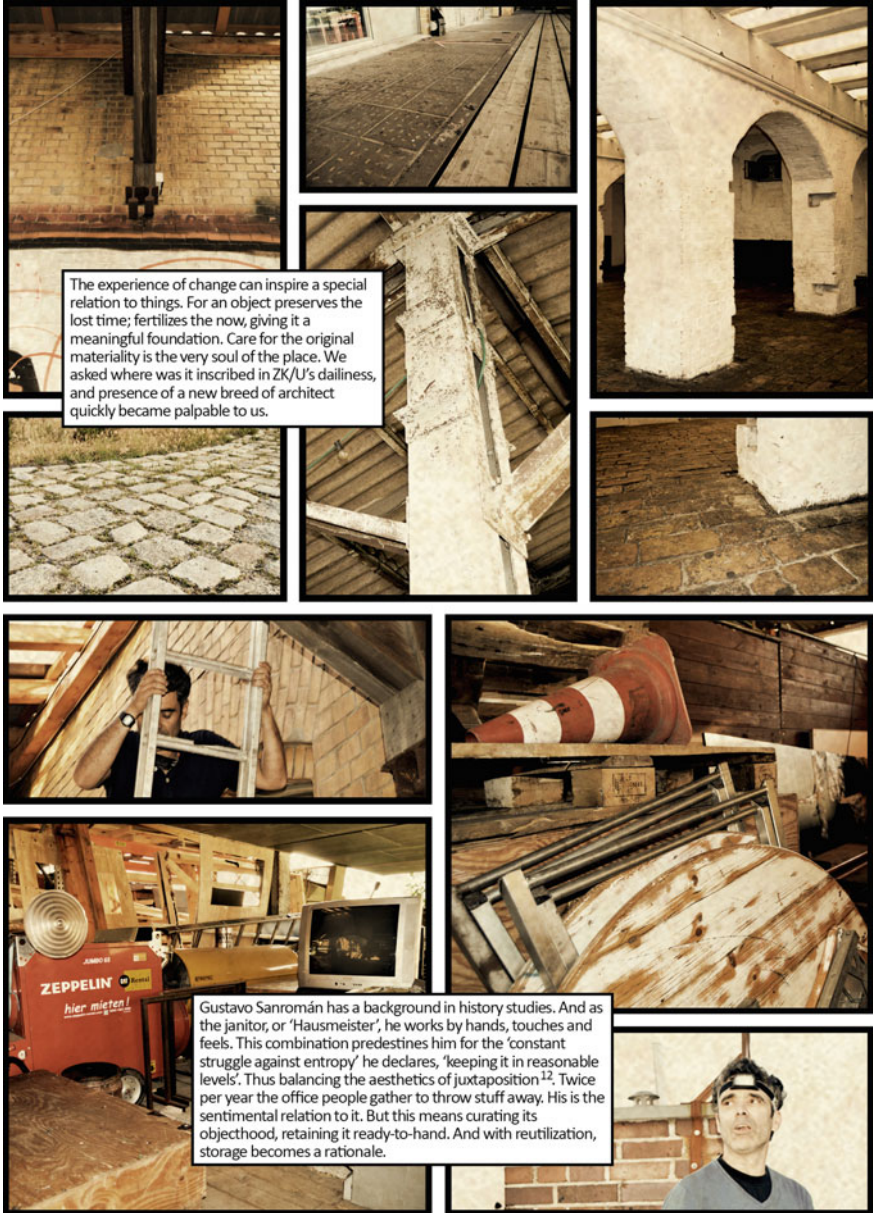 The experience of change can inspire a special
relation to things. For an object preserves the
lost time; fertilizes the now, giving it a
meaningful foundation. Care for the original
materiality is the very soul of the place. We
asked where was it inscribed in ZK/U's dailiness,
and presence of a new breed of architect
quickly became palpable to us.
JUMBO 65
ZEPPELIN
Rental
hier mieten!
Gustavo Sanromán has a background in history studies. And as
the janitor, or ‘Hausmeister’, he works by hands, touches and
feels. This combination predestines him for the ‘constant
struggle against entropy’ he declares, ‘keeping it in reasonable
levels’. Thus balancing the aesthetics of juxtaposition 12. Twice
per year the office people gather to throw stuff away. His is the
sentimental relation to it. But this means curating its
objecthood, retaining it ready-to-hand. And with reutilization,
storage becomes a rationale.